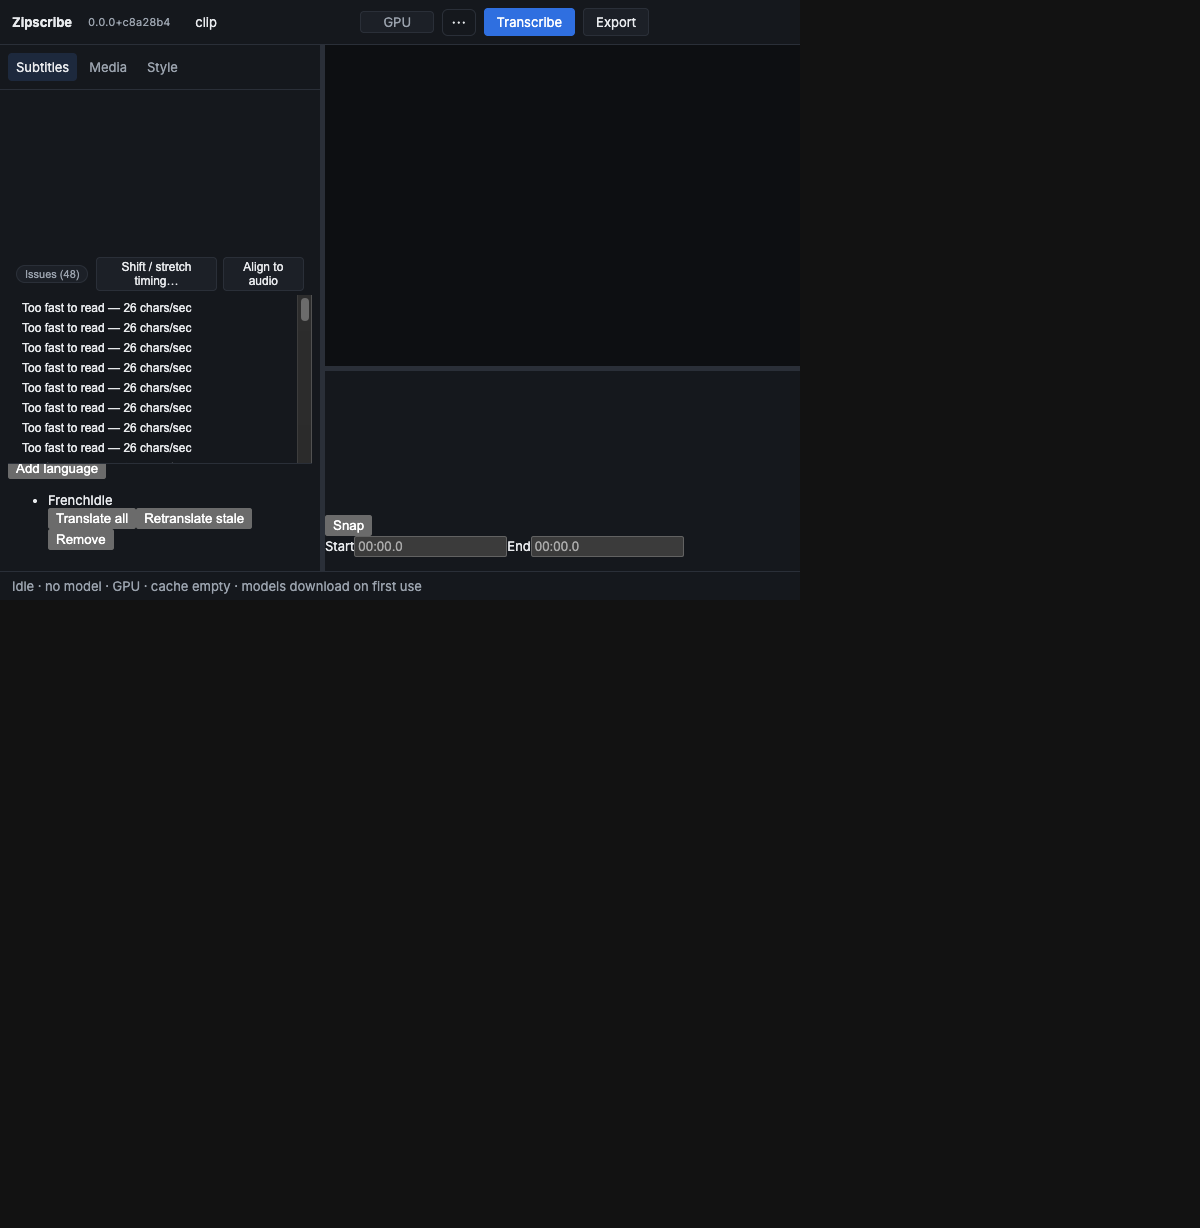 Zipscribe 0.0.0+c8a28b4 clip GPU ... Transcribe Export
Subtitles Media Style
Issues (48)
Shift / stretch
timing…
Align to
audio
Too fast to read — 26 chars/sec
Too fast to read — 26 chars/sec
Too fast to read — 26 chars/sec
Too fast to read — 26 chars/sec
Too fast to read — 26 chars/sec
Too fast to read — 26 chars/sec
Too fast to read — 26 chars/sec
Too fast to read — 26 chars/sec
Add language
• FrenchIdle
Translate all Retranslate stale
Remove
Snap
Start 00:00.0 End 00:00.0
Idle · no model · GPU · cache empty · models download on first use